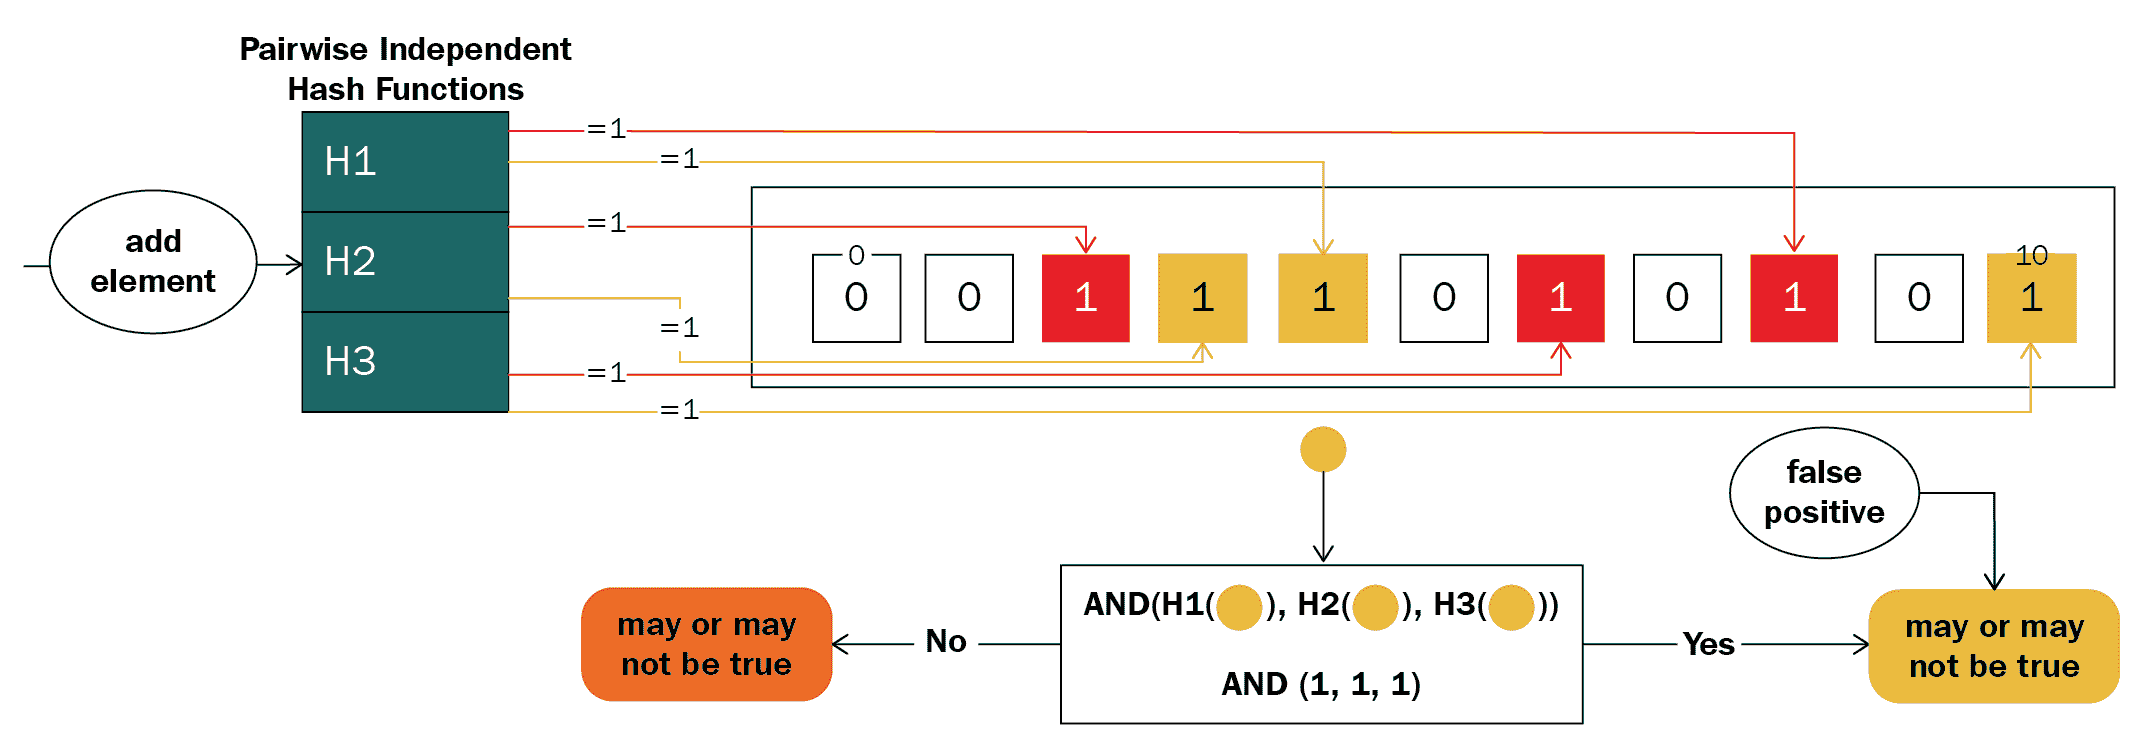 Pairwise Independent
Hash Functions
H1
=1
=1
H2
=1
=1
H3
=1
=1
add
element
0
10
0 0 1 1 1 0 1 0 1 0 1
false
positive
AND(H1( ), H2( ), H3( ))
AND (1, 1, 1)
No
Yes
may or may
not be true
may or may
not be true